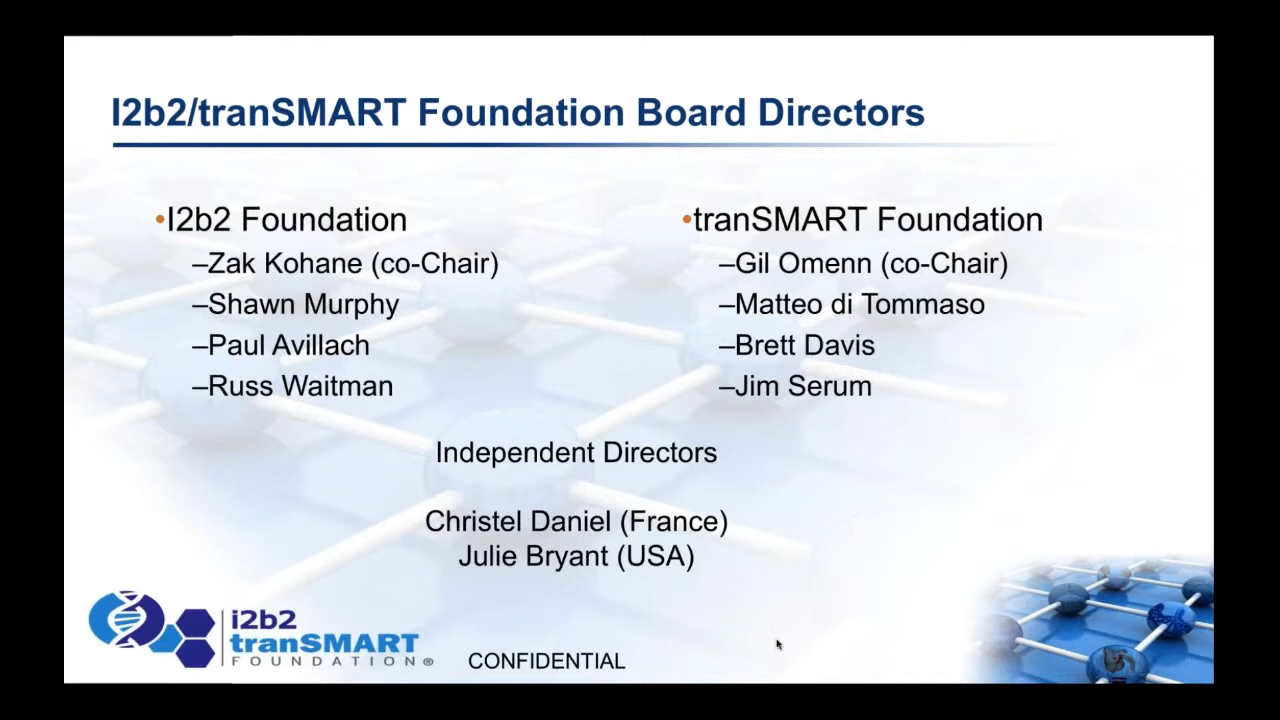 I2b2/tranSMART Foundation Board Directors
•I2b2 Foundation
–Zak Kohane (co-Chair)
–Shawn Murphy
–Paul Avillach
–Russ Waitman
•tranSMART Foundation
–Gil Omenn (co-Chair)
–Matteo di Tommaso
–Brett Davis
–Jim Serum
Independent Directors
Christel Daniel (France)
Julie Bryant (USA)
i2b2
tranSMART
FOUNDATION®
CONFIDENTIAL